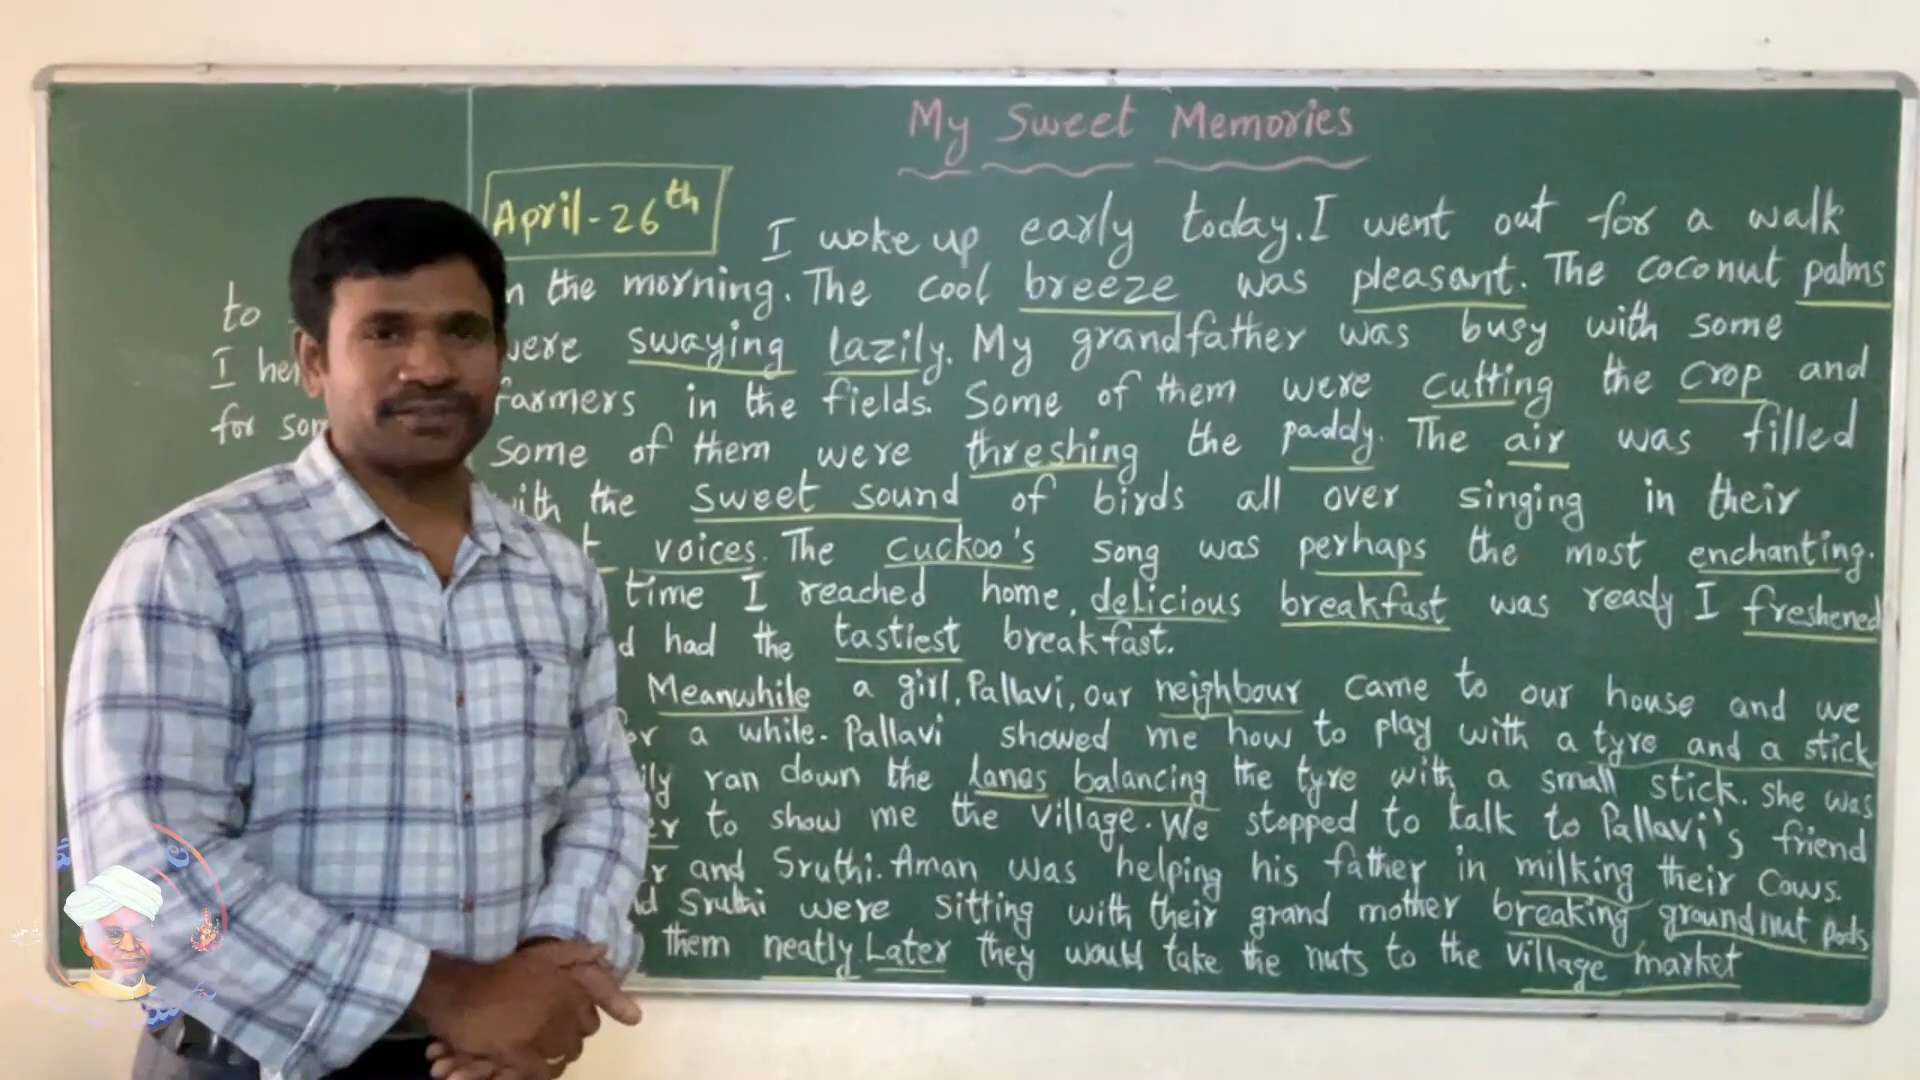 My Sweet Memories
April-26th
I woke up early today. I went out for a walk
to
n the morning. The cool breeze was pleasant. The coconut palms
I her
were swaying lazily. My grandfather was busy with some
for som
farmers in the fields. Some of them were cutting the crop and
some of them were threshing the paddy. The air was filled
ith the sweet sound of birds all over singing in their
t voices. The cuckoo's song was perhaps the most enchanting.
time I reached home, delicious breakfast was ready I freshened
d had the tastiest breakfast.
Meanwhile a girl, Pallavi, our neighbour came to our house and we
or a while. Pallavi showed me how to play with a tyre and a stick
ily ran down the lanes balancing the tyre with a small stick. She was
er to show me the village. We stopped to talk to Pallavi's friend
r and Sruthi. Aman was helping his father in milking their cows.
nd Sruthi were sitting with their grand mother breaking groundnut pods
them neatly. Later they would take the nuts to the village market